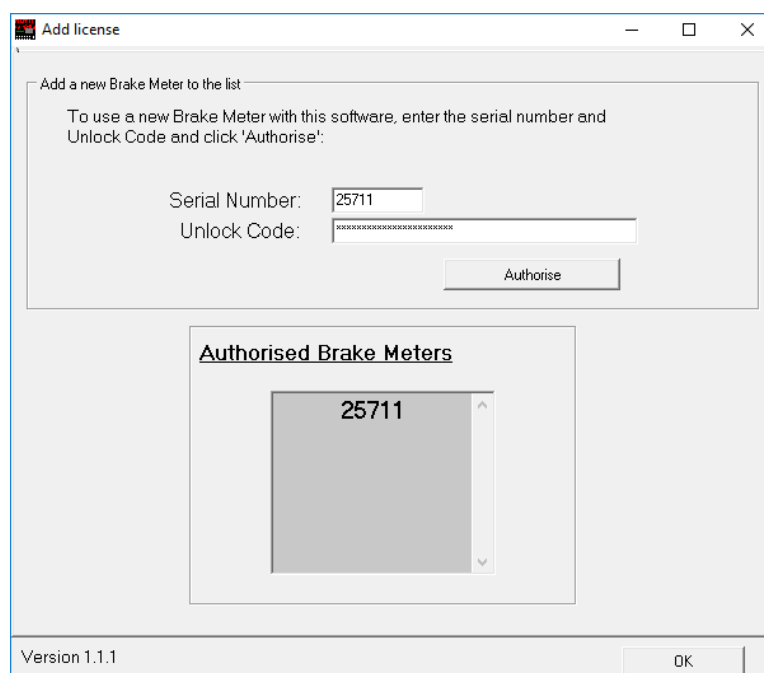 Add license
Add a new Brake Meter to the list
To use a new Brake Meter with this software, enter the serial number and
Unlock Code and click 'Authorise':
Serial Number: 25711
Unlock Code: xxxxxxxxxxxxxxxxxxxxxxx
Authorise
Authorised Brake Meters
25711
Version 1.1.1 OK